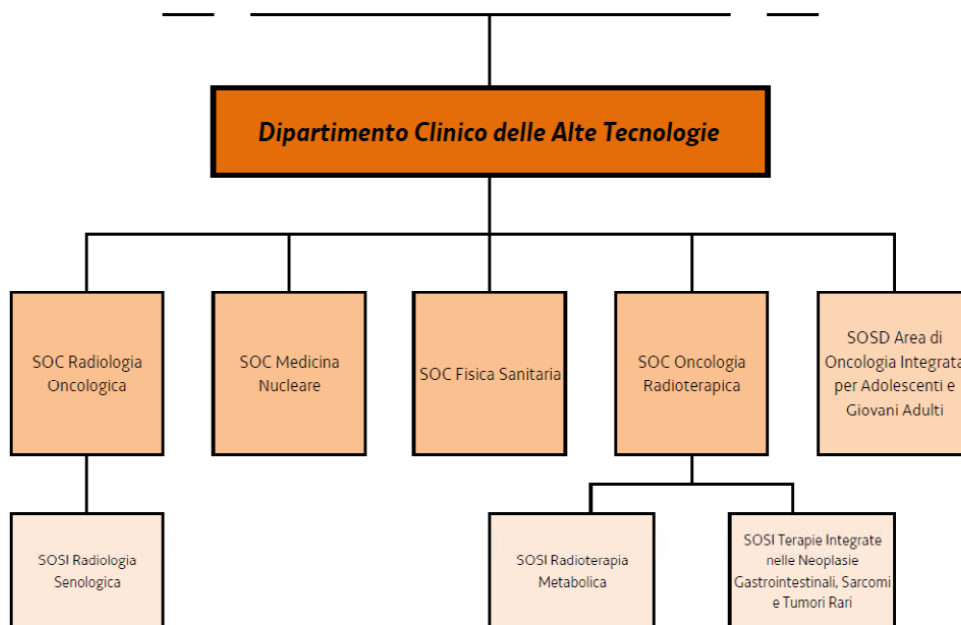 Dipartimento Clinico delle Alte Tecnologie
SOC Radiologia
Oncologica
SOC Medicina
Nucleare
SOC Fisica Sanitaria
SOC Oncologia
Radioterapica
SOSD Area di
Oncologia Integrata
per Adolescenti e
Giovani Adulti
SOSI Radiologia
Senologica
SOSI Radioterapia
Metabolica
SOSI Terapie Integrate
nelle Neoplasie
Gastrointestinali, Sarcomi
e Tumori Rari